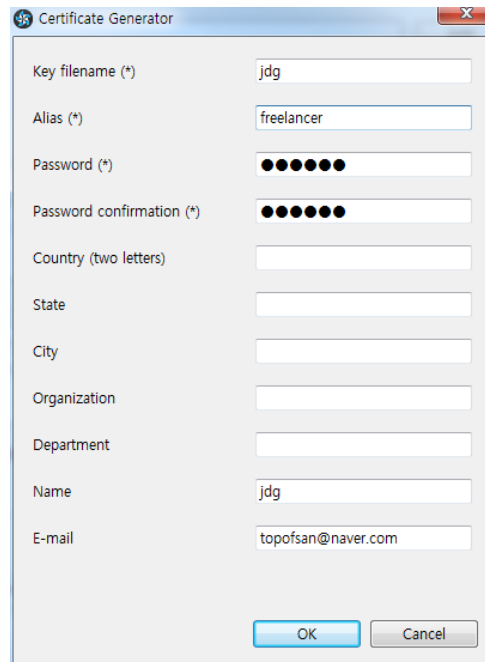 Certificate Generator
Key filename (*)
jdg
Alias (*)
freelancer
Password (*)
●●●●●●
Password confirmation (*)
●●●●●●
Country (two letters)
State
City
Organization
Department
Name
jdg
E-mail
topofsan@naver.com
OK
Cancel